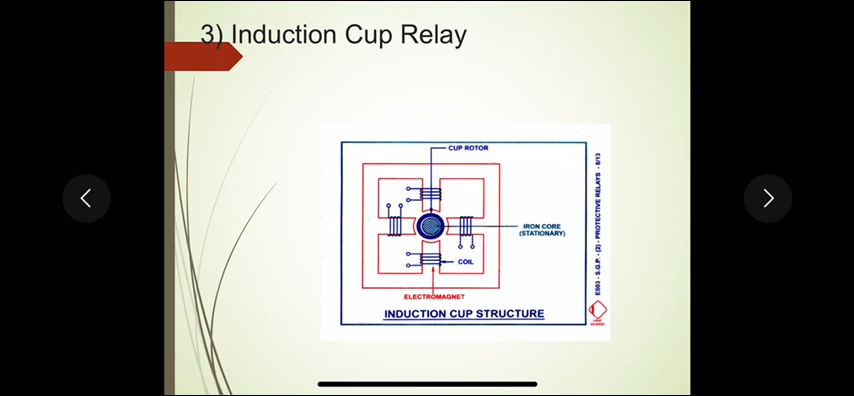 3) Induction Cup Relay
CUP ROTOR
IRON CORE
(STATIONARY)
COIL
ELECTROMAGNET
INDUCTION CUP STRUCTURE
ES03 - S.G.P. - (2) - PROTECTIVE RELAYS - 8/13